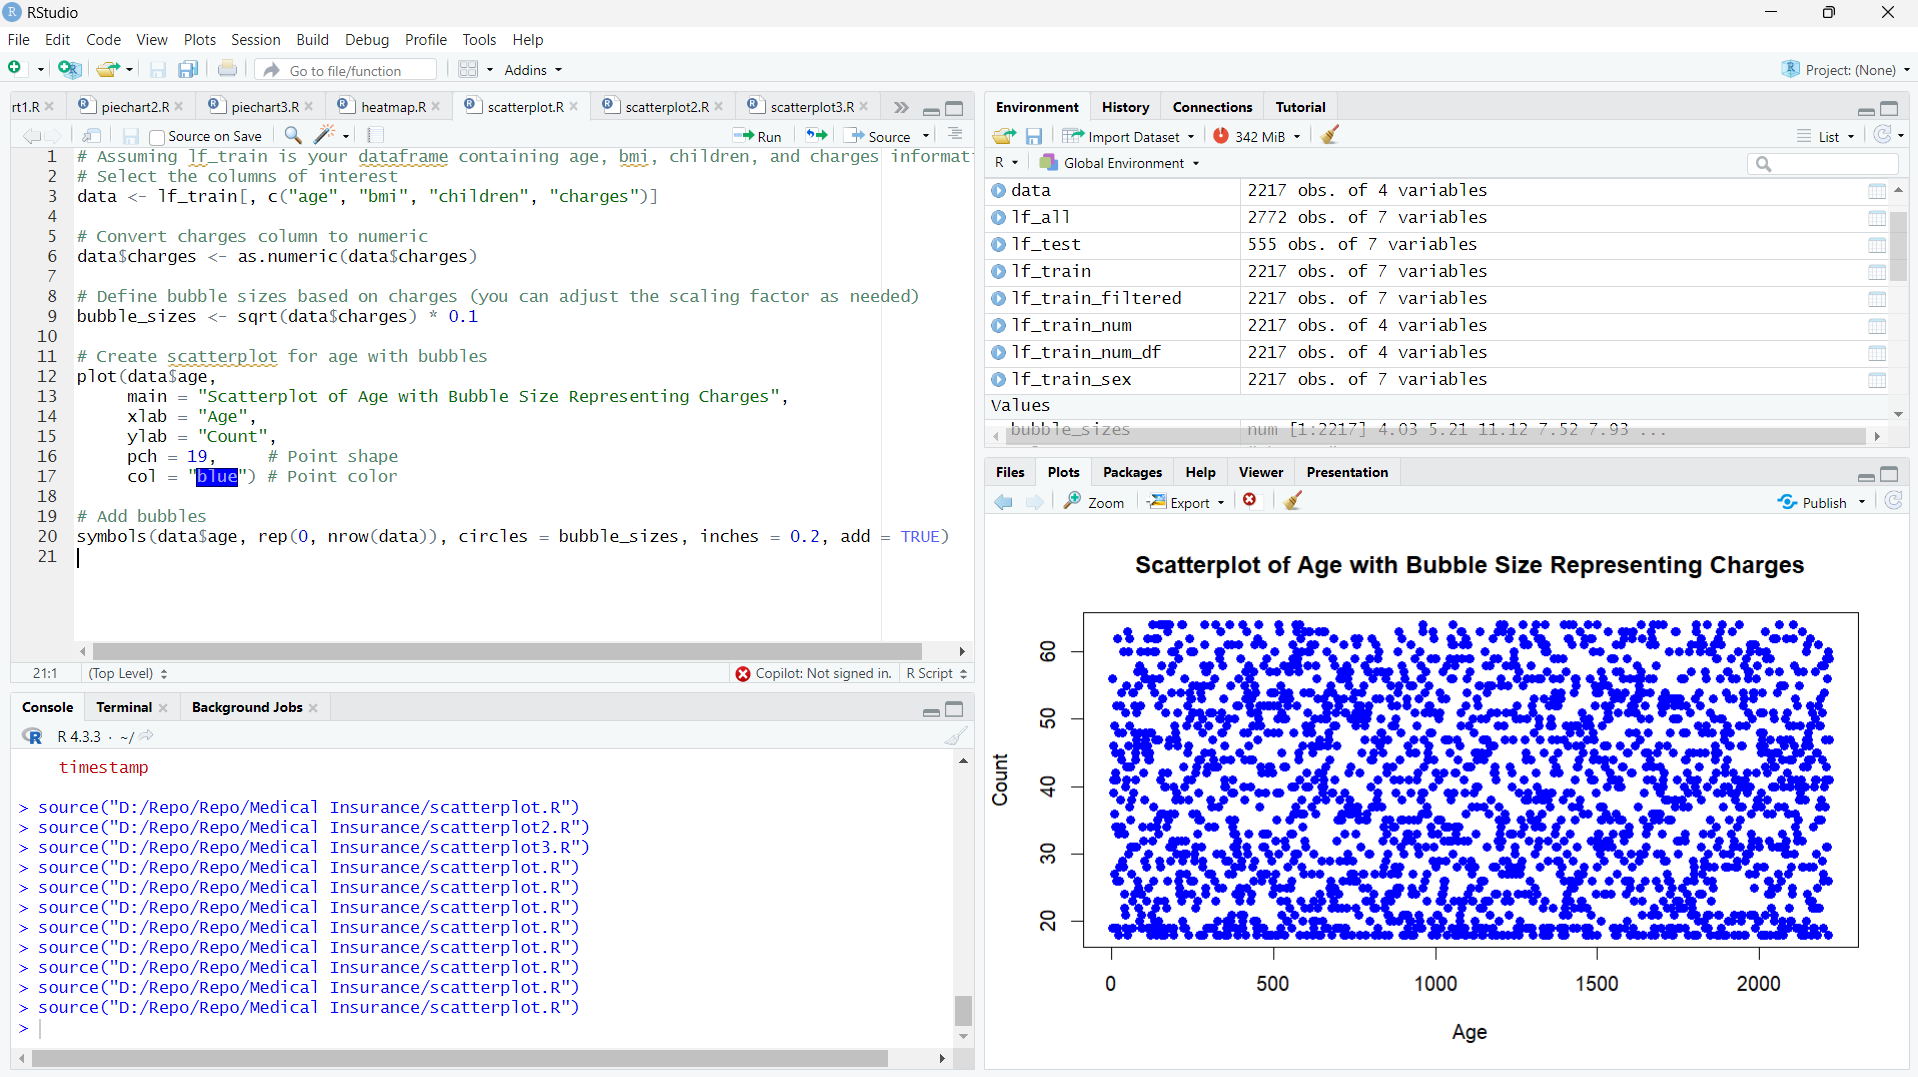 RStudio
File Edit Code View Plots Session Build Debug Profile Tools Help
Go to file/function Addins Project: (None)
rt1.R piechart2.R piechart3.R heatmap.R scatterplot.R scatterplot2.R scatterplot3.R
Source on Save Run Source
1 # Assuming lf_train is your dataframe containing age, bmi, children, and charges informat
2 # Select the columns of interest
3 data <- lf_train[, c("age", "bmi", "children", "charges")]
4
5 # Convert charges column to numeric
6 data$charges <- as.numeric(data$charges)
7
8 # Define bubble sizes based on charges (you can adjust the scaling factor as needed)
9 bubble_sizes <- sqrt(data$charges) * 0.1
10
11 # Create scatterplot for age with bubbles
12 plot(data$age,
13 main = "Scatterplot of Age with Bubble Size Representing Charges",
14 xlab = "Age",
15 ylab = "Count",
16 pch = 19, # Point shape
17 col = "blue") # Point color
18
19 # Add bubbles
20 symbols(data$age, rep(0, nrow(data)), circles = bubble_sizes, inches = 0.2, add = TRUE)
21
21:1 (Top Level) Copilot: Not signed in. R Script
Console Terminal Background Jobs
R 4.3.3 · ~/
timestamp
> source("D:/Repo/Repo/Medical Insurance/scatterplot.R")
> source("D:/Repo/Repo/Medical Insurance/scatterplot2.R")
> source("D:/Repo/Repo/Medical Insurance/scatterplot3.R")
> source("D:/Repo/Repo/Medical Insurance/scatterplot.R")
> source("D:/Repo/Repo/Medical Insurance/scatterplot.R")
> source("D:/Repo/Repo/Medical Insurance/scatterplot.R")
> source("D:/Repo/Repo/Medical Insurance/scatterplot.R")
> source("D:/Repo/Repo/Medical Insurance/scatterplot.R")
> source("D:/Repo/Repo/Medical Insurance/scatterplot.R")
> source("D:/Repo/Repo/Medical Insurance/scatterplot.R")
> source("D:/Repo/Repo/Medical Insurance/scatterplot.R")
>
Environment History Connections Tutorial
Import Dataset 342 MiB List
R Global Environment
data 2217 obs. of 4 variables
lf_all 2772 obs. of 7 variables
lf_test 555 obs. of 7 variables
lf_train 2217 obs. of 7 variables
lf_train_filtered 2217 obs. of 7 variables
lf_train_num 2217 obs. of 4 variables
lf_train_num_df 2217 obs. of 4 variables
lf_train_sex 2217 obs. of 7 variables
Values
bubble_sizes num [1:2217] 4.03 5.21 11.12 7.52 7.93 ...
Files Plots Packages Help Viewer Presentation
Zoom Export Publish
Scatterplot of Age with Bubble Size Representing Charges
60
50
40
30
20
Count
0 500 1000 1500 2000
Age